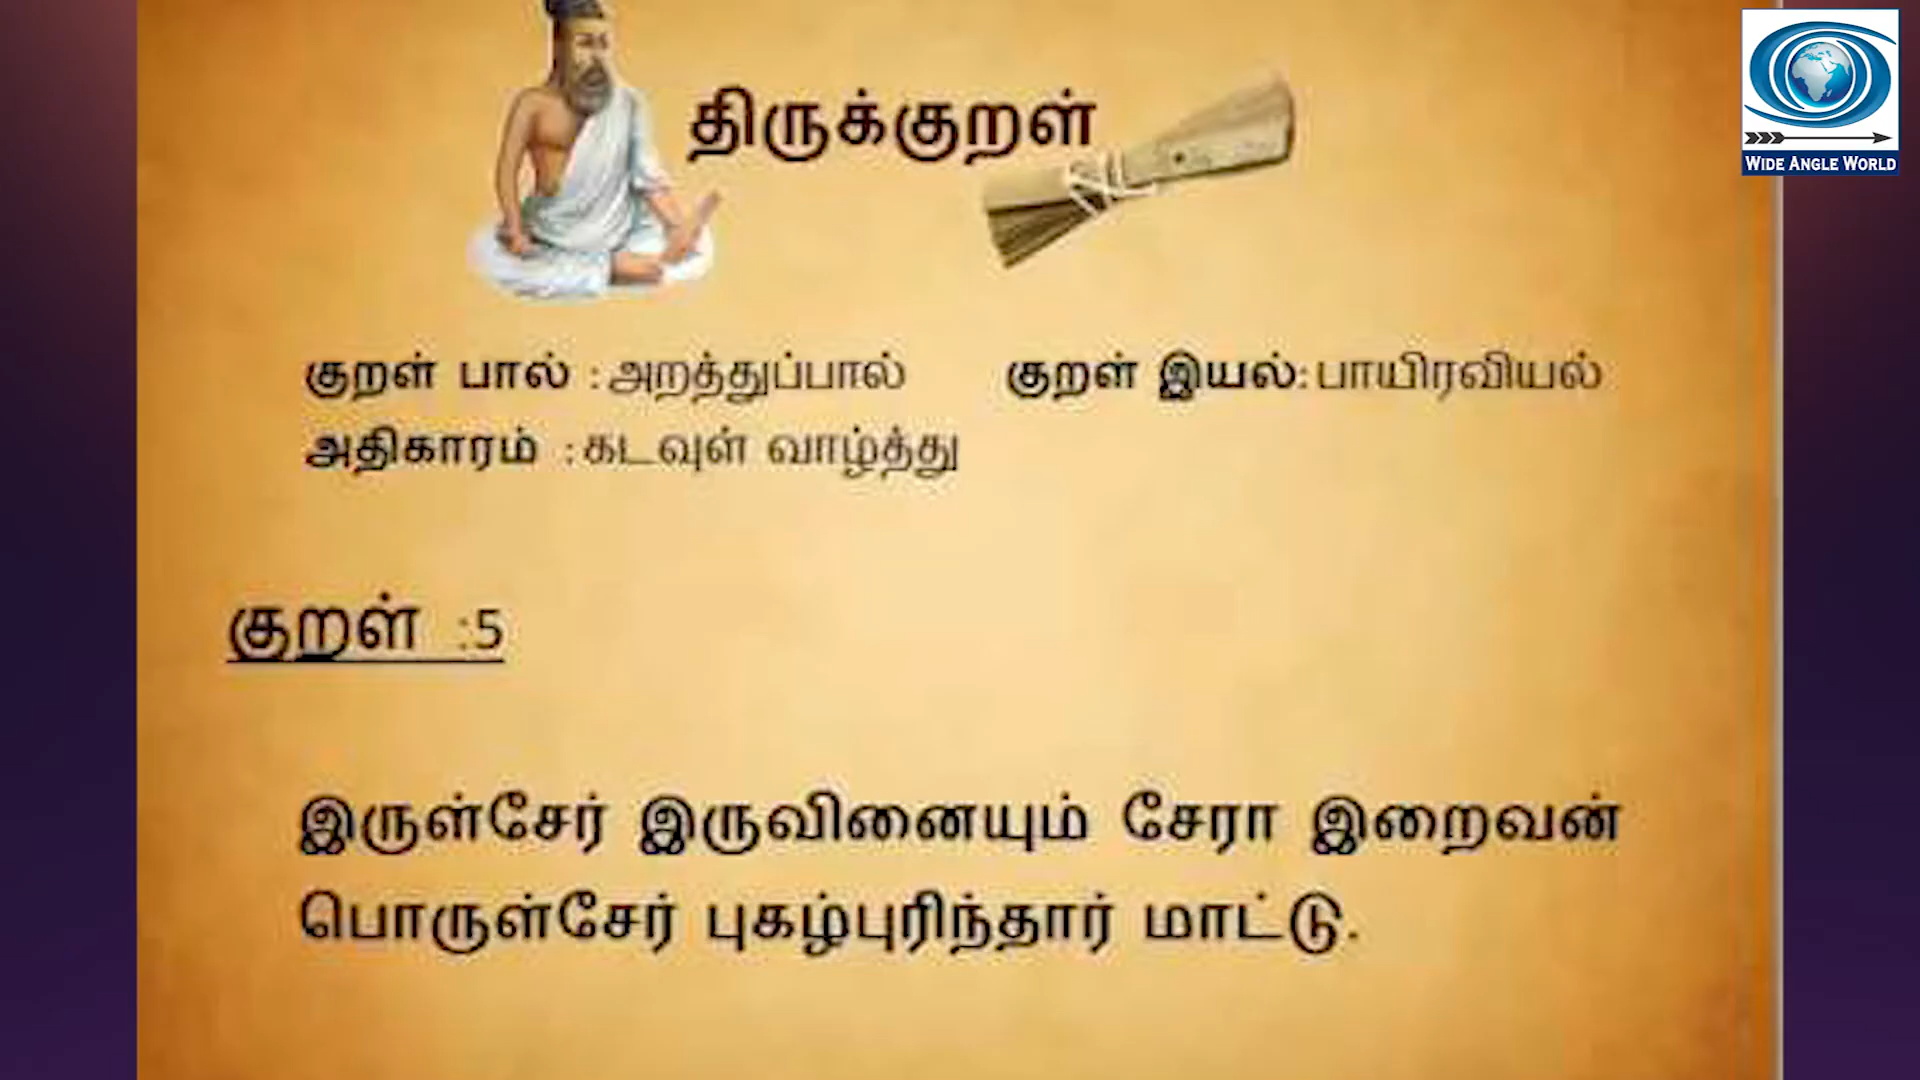 திருக்குறள்
WIDE ANGLE WORLD
குறள் பால் :அறத்துப்பால் குறள் இயல்:பாயிரவியல்
அதிகாரம் :கடவுள் வாழ்த்து
குறள் :5
இருள்சேர் இருவினையும் சேரா இறைவன்
பொருள்சேர் புகழ்புரிந்தார் மாட்டு.